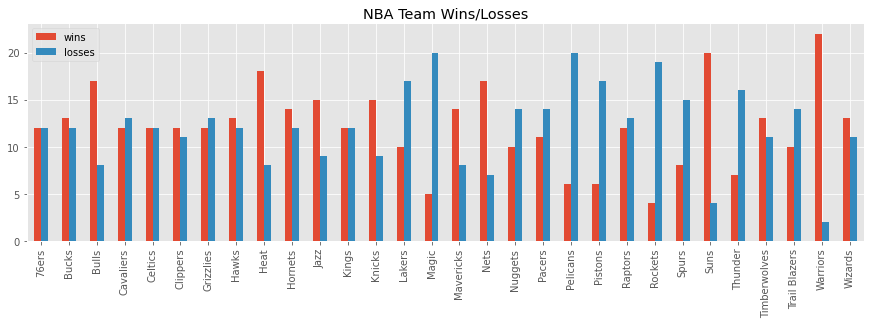 NBA Team Wins/Losses
wins
losses
20
15
10
5
0
76ers
Bucks
Bulls
Cavaliers
Celtics
Clippers
Grizzlies
Hawks
Heat
Hornets
Jazz
Kings
Knicks
Lakers
Magic
Mavericks
Nets
Nuggets
Pacers
Pelicans
Pistons
Raptors
Rockets
Spurs
Suns
Thunder
Timberwolves
Trail Blazers
Warriors
Wizards